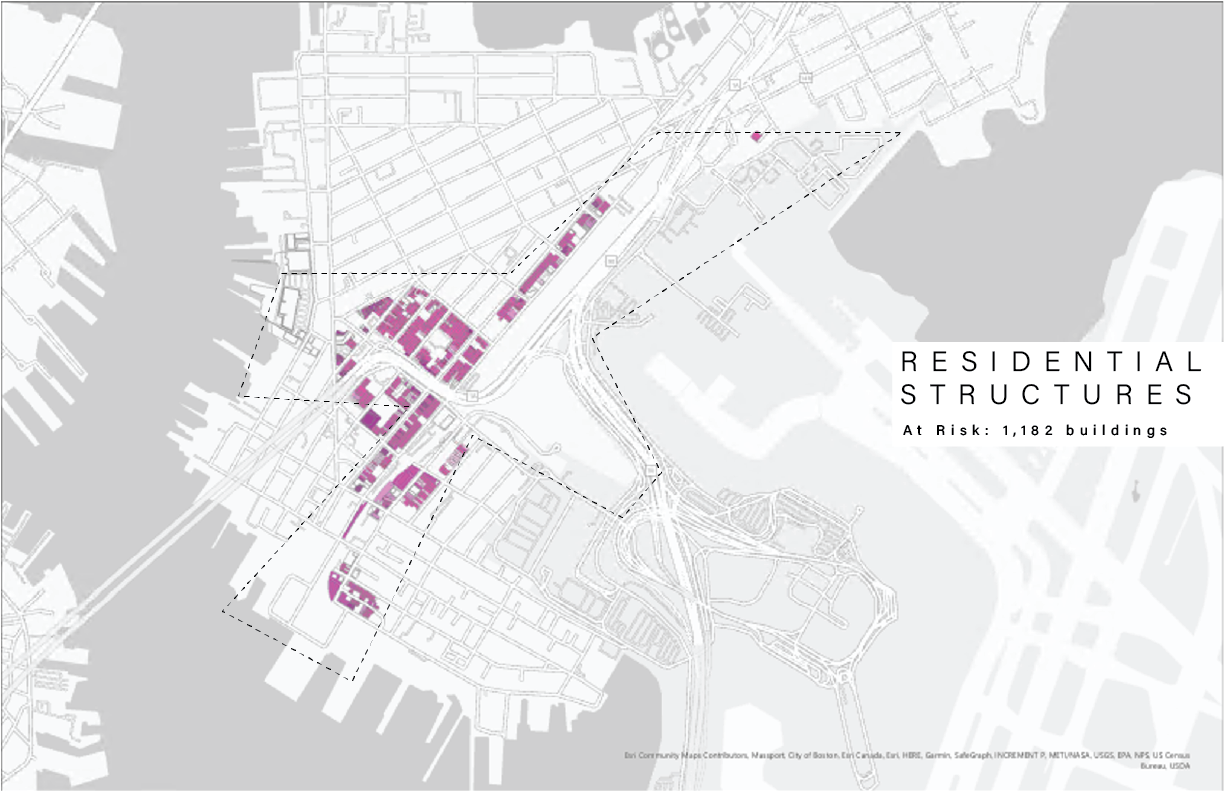 RESIDENTIAL
STRUCTURES
At Risk: 1,182 buildings
Esri Community Maps Contributors, Massport, City of Boston, Esri Canada, Esri, HERE, Garmin, SafeGraph, INCREMENT P, METI/NASA, USGS, EPA, NPS, US Census
Bureau, USDA